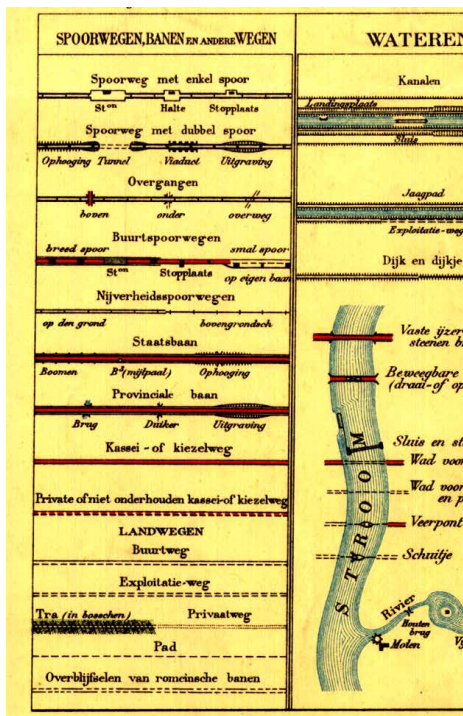 SPOORWEGEN, BANEN EN ANDERE WEGEN
Spoorweg met enkel spoor
Ston Halte Stopplaats
Spoorweg met dubbel spoor
Ophooging Tunnel Viaduct Uitgraving
Overgangen
boven onder overweg
Buurtspoorwegen
breed spoor smal spoor
Ston Stopplaats op eigen baan
Nijverheidsspoorwegen
op den grond bovengrondsch
Staatsbaan
Boomen Bs (mijlpaal) Ophooging
Provinciale baan
Brug Duiker Uitgraving
Kassei- of kiezelweg
Private of niet onderhouden kassei- of kiezelweg
LANDWEGEN
Buurtweg
Exploitatie-weg
Tra (in bosschen) Privaatweg
Pad
Overblijfselen van romeinsche banen
WATEREN
Kanalen
Landingsplaats
Sluis
Jaagpad
Exploitatie-weg
Dijk en dijkje
Vaste ijzer
steenen b
Beweegbare
(draai- of op
Sluis en st
Wad voor
Wad voor
en p
Veerpont
Schuitje
STROOM
Rivier
Houten
brug
Molen